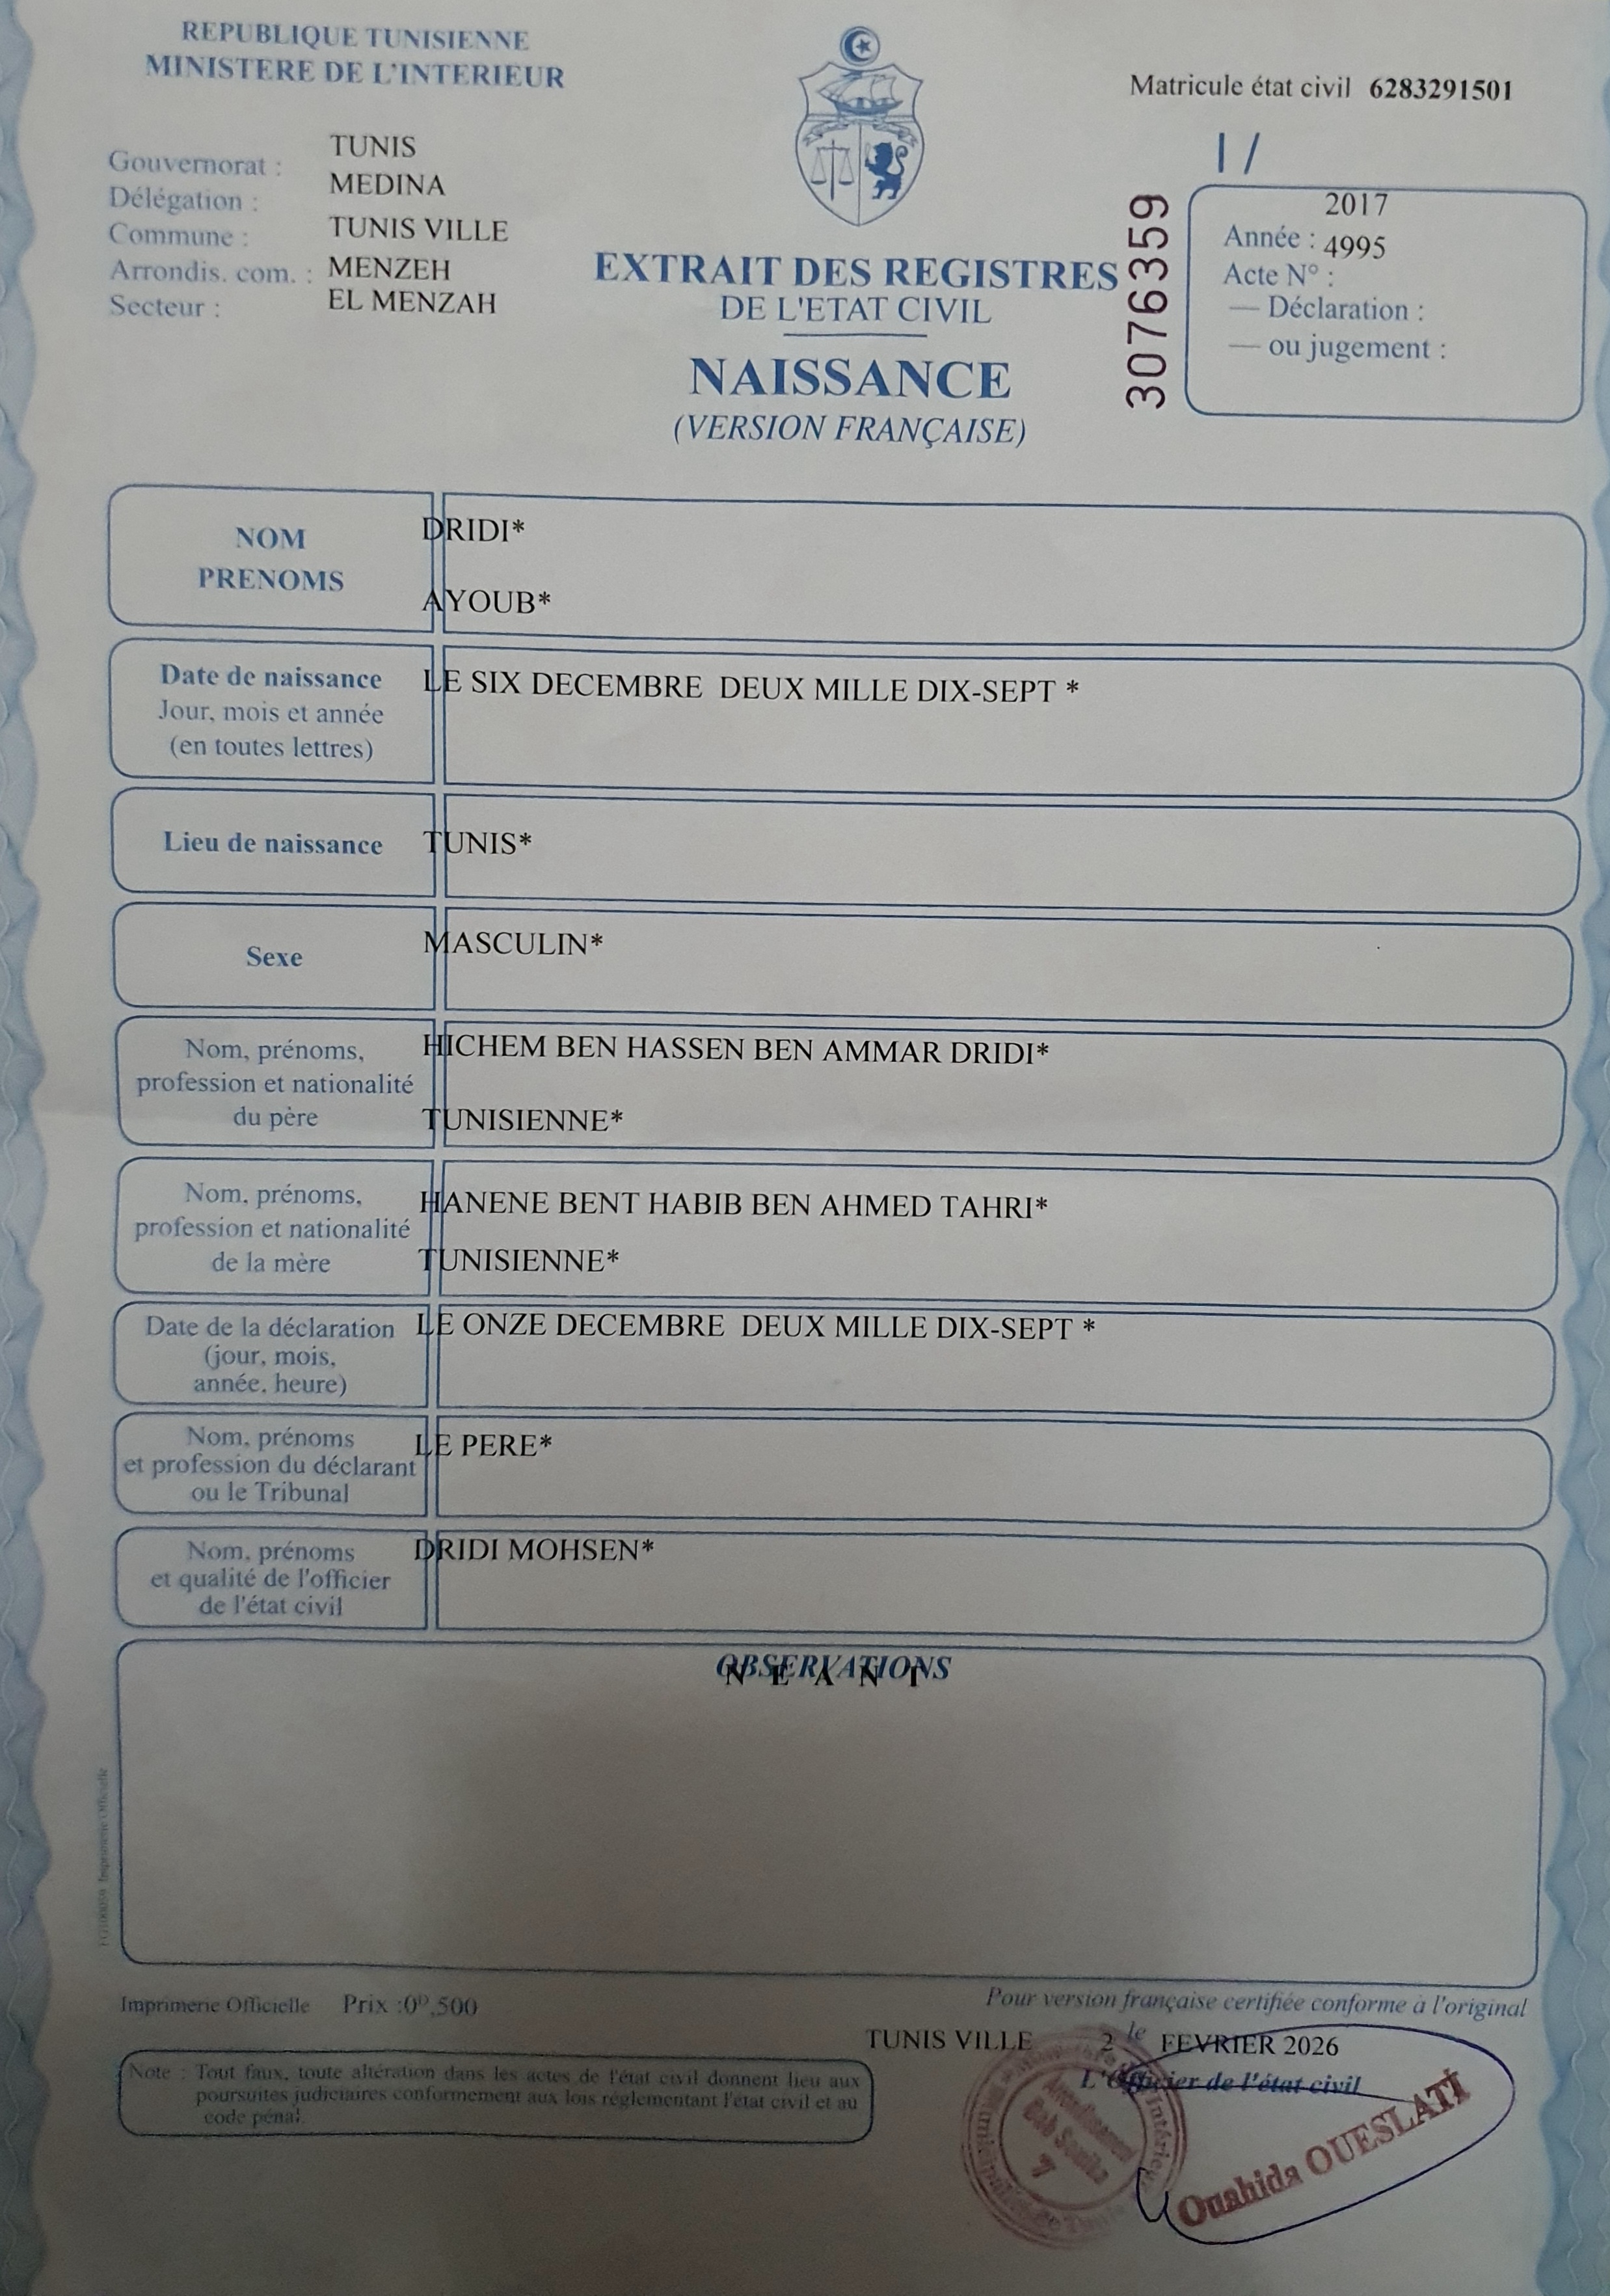 REPUBLIQUE TUNISIENNE
MINISTERE DE L'INTERIEUR
Matricule état civil 6283291501
1/
Gouvernorat : TUNIS
Délégation : MEDINA
Commune : TUNIS VILLE
Arrondis. com. : MENZEH
Secteur : EL MENZAH
EXTRAIT DES REGISTRES
DE L'ETAT CIVIL
NAISSANCE
(VERSION FRANÇAISE)
3076359
2017
Année : 4995
Acte N° :
— Déclaration :
— ou jugement :
NOM
PRENOMS
DRIDI*
AYOUB*
Date de naissance
Jour, mois et année
(en toutes lettres)
LE SIX DECEMBRE DEUX MILLE DIX-SEPT *
Lieu de naissance
TUNIS*
Sexe
MASCULIN*
Nom, prénoms,
profession et nationalité
du père
HICHEM BEN HASSEN BEN AMMAR DRIDI*
TUNISIENNE*
Nom, prénoms,
profession et nationalité
de la mère
HANENE BENT HABIB BEN AHMED TAHRI*
TUNISIENNE*
Date de la déclaration
(jour, mois,
année, heure)
LE ONZE DECEMBRE DEUX MILLE DIX-SEPT *
Nom, prénoms
et profession du déclarant
ou le Tribunal
LE PERE*
Nom, prénoms
et qualité de l'officier
de l'état civil
DRIDI MOHSEN*
OBSERVATIONS
N E A N T
Imprimerie Officielle
Imprimerie Officielle Prix :0ᴰ,500
Pour version française certifiée conforme à l'original
TUNIS VILLE 2 le FEVRIER 2026
L'Officier de l'état civil
Note : Tout faux, toute altération dans les actes de l'état civil donnent lieu aux
poursuites judiciaires conformement aux lois réglementant l'état civil et au
code pénal.
Arrondissement
Bab Souika
7
Ouahida OUESLATI